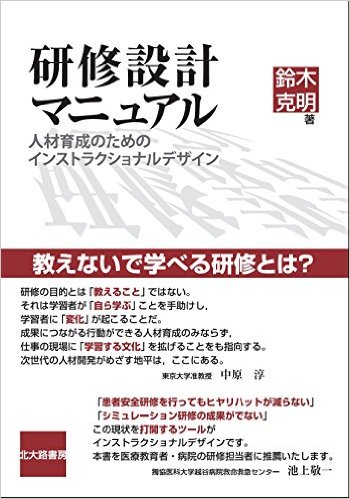 研修設計
マニュアル
人材育成のための
インストラクショナルデザイン
鈴木
克明
著
教えないで学べる研修とは?
研修の目的とは「教えること」ではない。
それは学習者が「自ら学ぶ」ことを手助けし,
学習者に「変化」が起こることだ。
成果につながる行動ができる人材育成のみならず,
仕事の現場に「学習する文化」を拡げることをも指向する。
次世代の人材開発がめざす地平は,ここにある。
東京大学准教授 中原 淳
「患者安全研修を行ってもヒヤリハットが減らない」
「シミュレーション研修の成果がでない」
この現状を打開するツールが
インストラクショナルデザインです。
本書を医療教育者・病院の研修担当者に推薦いたします。
獨協医科大学越谷病院救命救急センター 池上敬一
北大路書房